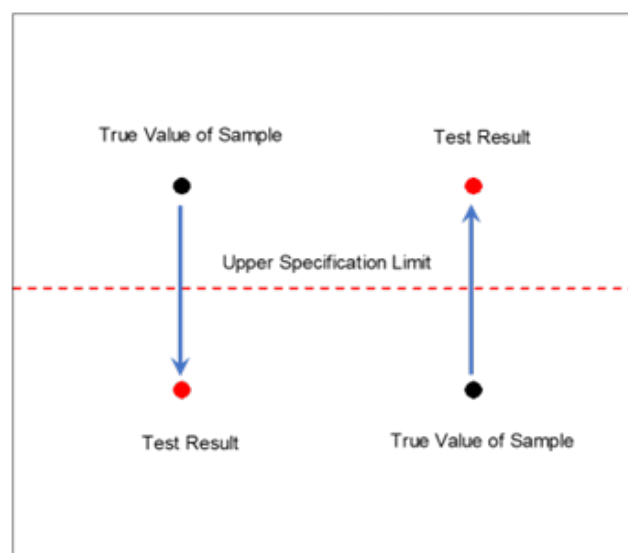 True Value of Sample
Test Result
Upper Specification Limit
Test Result
True Value of Sample